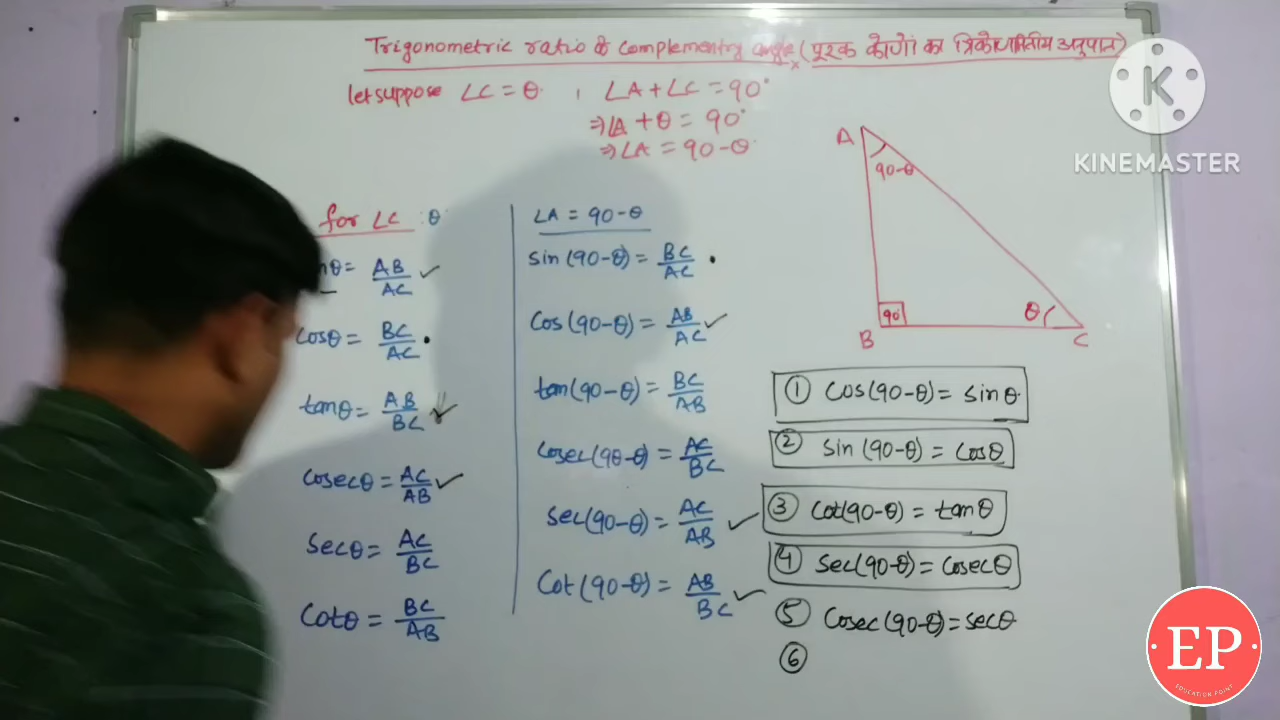 Trigonometric ratio of complementry angle (पूरक कोणों का त्रिकोणमितीय अनुपात)
let suppose ∠C = θ , ∠A + ∠C = 90°
⇒ ∠A + θ = 90°
⇒ ∠A = 90 - θ
KINEMASTER
A
90-θ
90°
θ
B
C
for ∠C : θ
nθ = AB/AC ✓
cosθ = BC/AC •
tanθ = AB/BC ✓
cosecθ = AC/AB ✓
secθ = AC/BC
cotθ = BC/AB
∠A = 90-θ
sin(90-θ) = BC/AC •
cos(90-θ) = AB/AC ✓
tan(90-θ) = BC/AB
cosec(90-θ) = AC/BC
sec(90-θ) = AC/AB ✓
Cot(90-θ) = AB/BC ✓
① cos(90-θ) = sinθ
② sin(90-θ) = cosθ
③ cot(90-θ) = tanθ
④ sec(90-θ) = cosecθ
⑤ cosec(90-θ) = secθ
⑥
EP
EDUCATION POINT